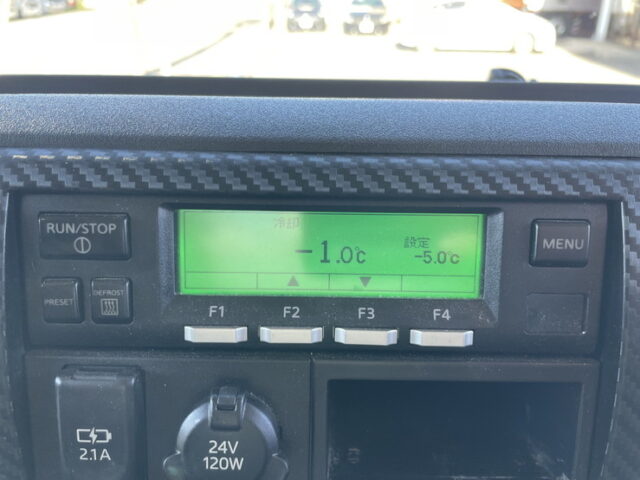 RUN/STOP
冷却
-1.0℃
設定
-5.0℃
MENU
PRESET
DEFROST
▲
▼
F1
F2
F3
F4
2.1A
24V
120W